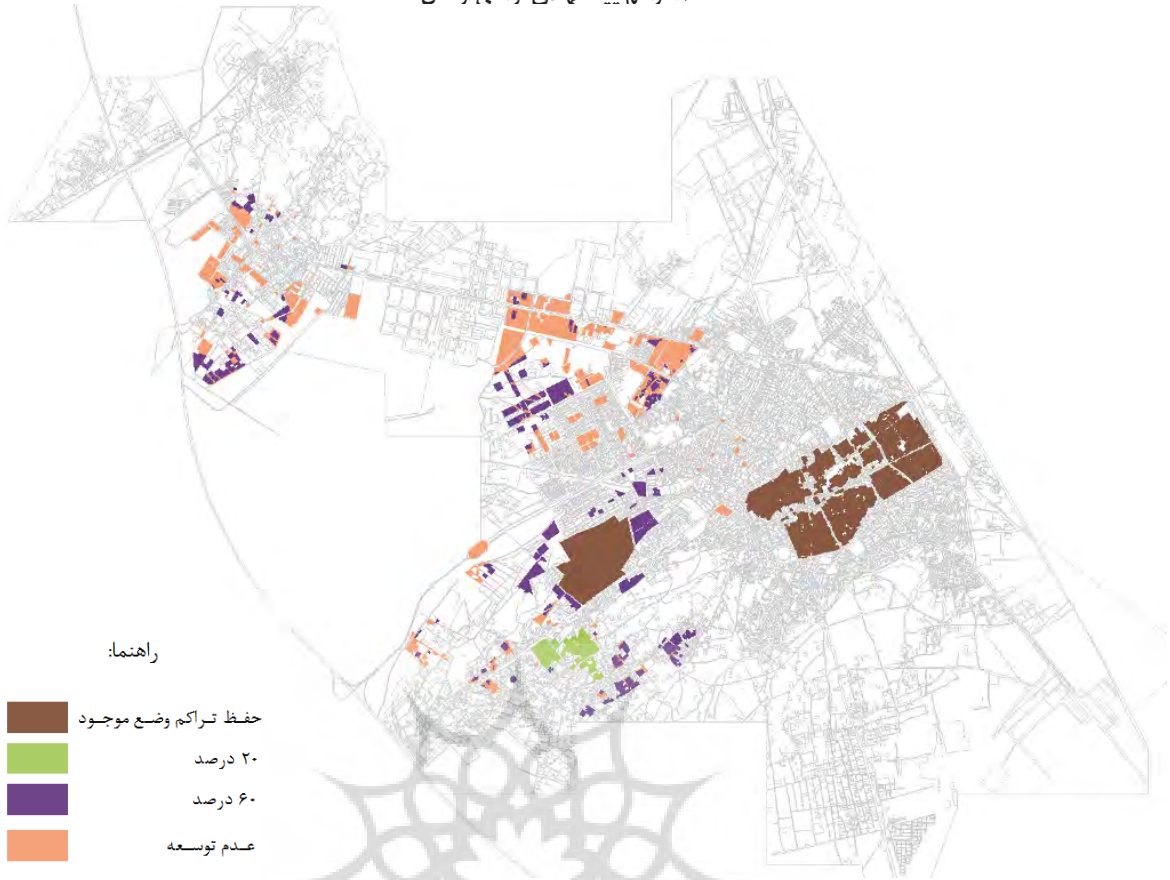 راهنما:
حفظ تراکم وضع موجود
۲۰ درصد
۶۰ درصد
عدم توسعه